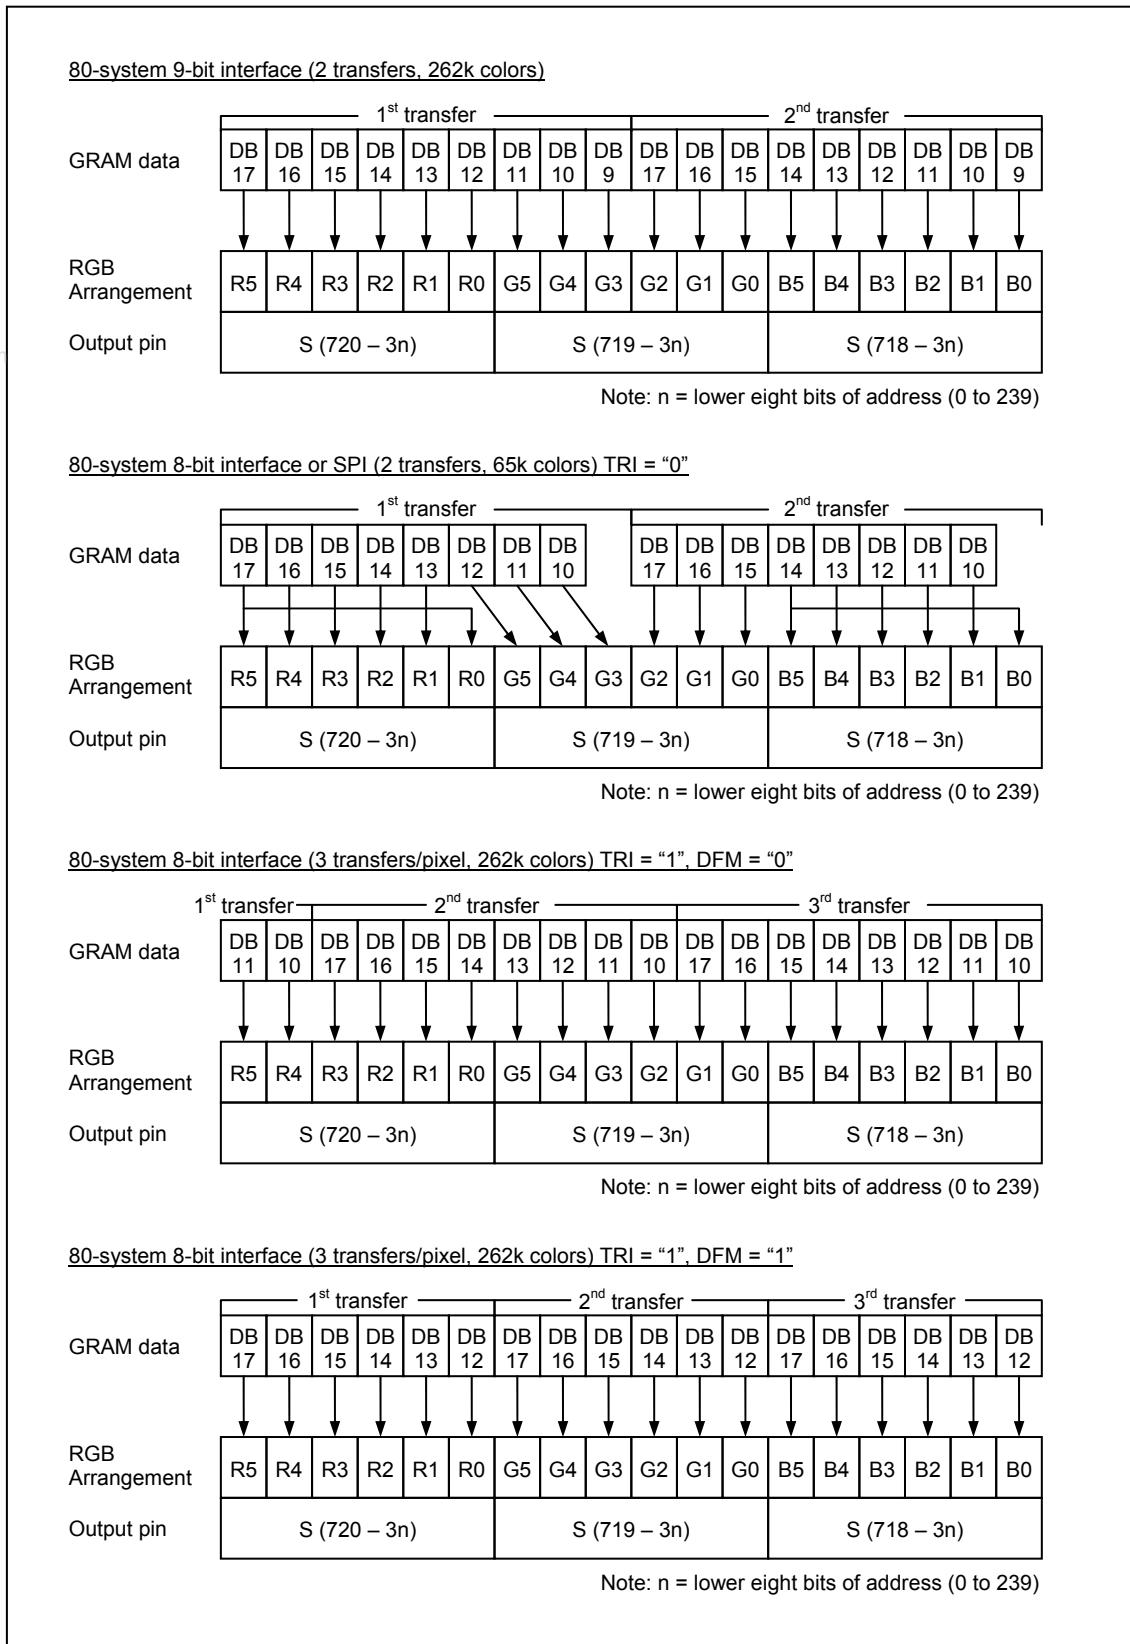 80-system 9-bit interface (2 transfers, 262k colors)
1st transfer 2nd transfer
GRAM data DB 17 DB 16 DB 15 DB 14 DB 13 DB 12 DB 11 DB 10 DB 9 DB 17 DB 16 DB 15 DB 14 DB 13 DB 12 DB 11 DB 10 DB 9
RGB Arrangement R5 R4 R3 R2 R1 R0 G5 G4 G3 G2 G1 G0 B5 B4 B3 B2 B1 B0
Output pin S (720 – 3n) S (719 – 3n) S (718 – 3n)
Note: n = lower eight bits of address (0 to 239)
80-system 8-bit interface or SPI (2 transfers, 65k colors) TRI = “0”
1st transfer 2nd transfer
GRAM data DB 17 DB 16 DB 15 DB 14 DB 13 DB 12 DB 11 DB 10 DB 17 DB 16 DB 15 DB 14 DB 13 DB 12 DB 11 DB 10
RGB Arrangement R5 R4 R3 R2 R1 R0 G5 G4 G3 G2 G1 G0 B5 B4 B3 B2 B1 B0
Output pin S (720 – 3n) S (719 – 3n) S (718 – 3n)
Note: n = lower eight bits of address (0 to 239)
80-system 8-bit interface (3 transfers/pixel, 262k colors) TRI = “1”, DFM = “0”
1st transfer 2nd transfer 3rd transfer
GRAM data DB 11 DB 10 DB 17 DB 16 DB 15 DB 14 DB 13 DB 12 DB 11 DB 10 DB 17 DB 16 DB 15 DB 14 DB 13 DB 12 DB 11 DB 10
RGB Arrangement R5 R4 R3 R2 R1 R0 G5 G4 G3 G2 G1 G0 B5 B4 B3 B2 B1 B0
Output pin S (720 – 3n) S (719 – 3n) S (718 – 3n)
Note: n = lower eight bits of address (0 to 239)
80-system 8-bit interface (3 transfers/pixel, 262k colors) TRI = “1”, DFM = “1”
1st transfer 2nd transfer 3rd transfer
GRAM data DB 17 DB 16 DB 15 DB 14 DB 13 DB 12 DB 17 DB 16 DB 15 DB 14 DB 13 DB 12 DB 17 DB 16 DB 15 DB 14 DB 13 DB 12
RGB Arrangement R5 R4 R3 R2 R1 R0 G5 G4 G3 G2 G1 G0 B5 B4 B3 B2 B1 B0
Output pin S (720 – 3n) S (719 – 3n) S (718 – 3n)
Note: n = lower eight bits of address (0 to 239)